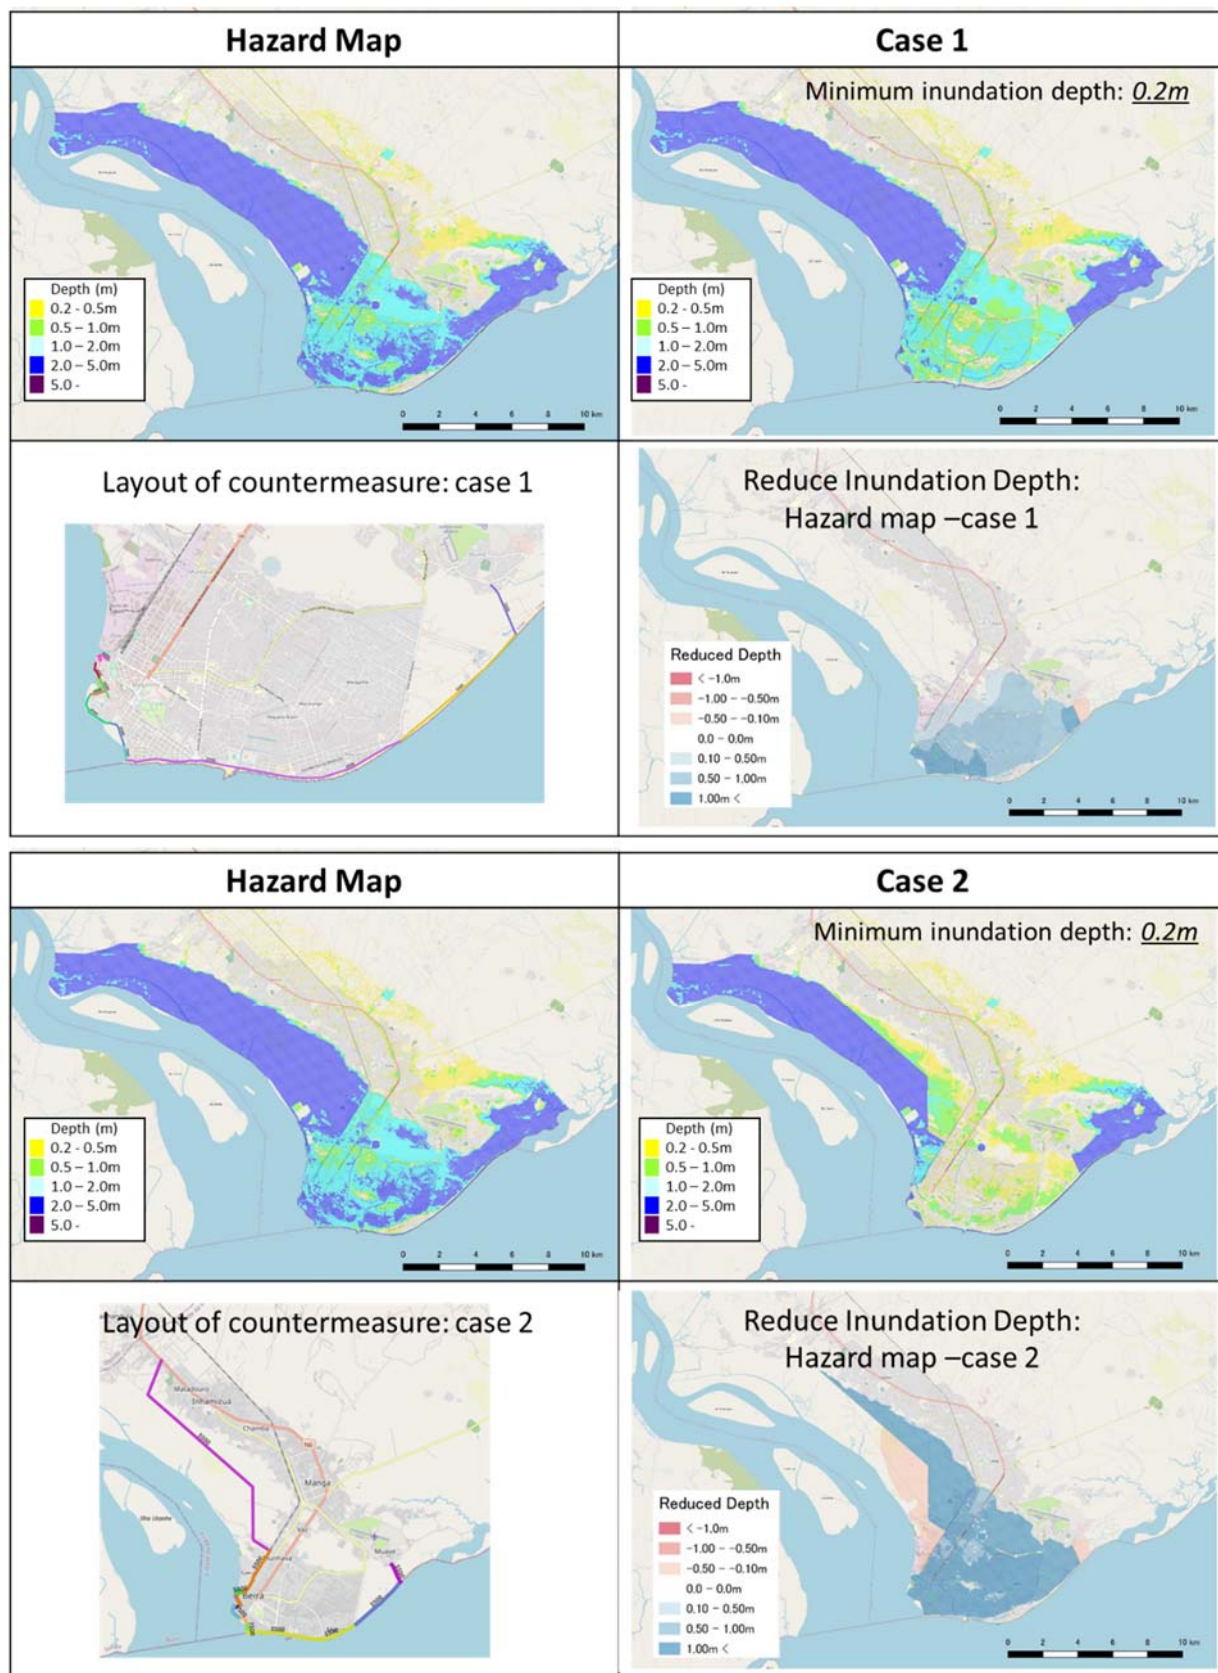 Hazard Map
Case 1
Minimum inundation depth: 0.2m
Depth (m)
0.2 - 0.5m
0.5 – 1.0m
1.0 – 2.0m
2.0 – 5.0m
5.0 -
0 2 4 6 8 10 km
Depth (m)
0.2 - 0.5m
0.5 – 1.0m
1.0 – 2.0m
2.0 – 5.0m
5.0 -
0 2 4 6 8 10 km
Layout of countermeasure: case 1
Reduce Inundation Depth:
Hazard map –case 1
Reduced Depth
< -1.0m
-1.00 - -0.50m
-0.50 - -0.10m
0.0 - 0.0m
0.10 - 0.50m
0.50 - 1.00m
1.00m <
0 2 4 6 8 10 km
Hazard Map
Case 2
Minimum inundation depth: 0.2m
Depth (m)
0.2 - 0.5m
0.5 – 1.0m
1.0 – 2.0m
2.0 – 5.0m
5.0 -
0 2 4 6 8 10 km
Depth (m)
0.2 - 0.5m
0.5 – 1.0m
1.0 – 2.0m
2.0 – 5.0m
5.0 -
0 2 4 6 8 10 km
Layout of countermeasure: case 2
Matadouro
Inhamizua
Chamba
Manga
Beira
Reduce Inundation Depth:
Hazard map –case 2
Reduced Depth
< -1.0m
-1.00 - -0.50m
-0.50 - -0.10m
0.0 - 0.0m
0.10 - 0.50m
0.50 - 1.00m
1.00m <
0 2 4 6 8 10 km